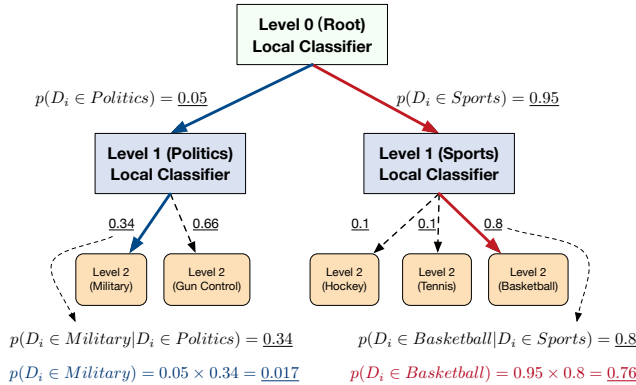 Level 0 (Root)
Local Classifier
p(D_i ∈ Politics) = 0.05
p(D_i ∈ Sports) = 0.95
Level 1 (Politics)
Local Classifier
Level 1 (Sports)
Local Classifier
0.34
0.66
0.1
0.1
0.8
Level 2
(Military)
Level 2
(Gun Control)
Level 2
(Hockey)
Level 2
(Tennis)
Level 2
(Basketball)
p(D_i ∈ Military|D_i ∈ Politics) = 0.34
p(D_i ∈ Basketball|D_i ∈ Sports) = 0.8
p(D_i ∈ Military) = 0.05 × 0.34 = 0.017
p(D_i ∈ Basketball) = 0.95 × 0.8 = 0.76